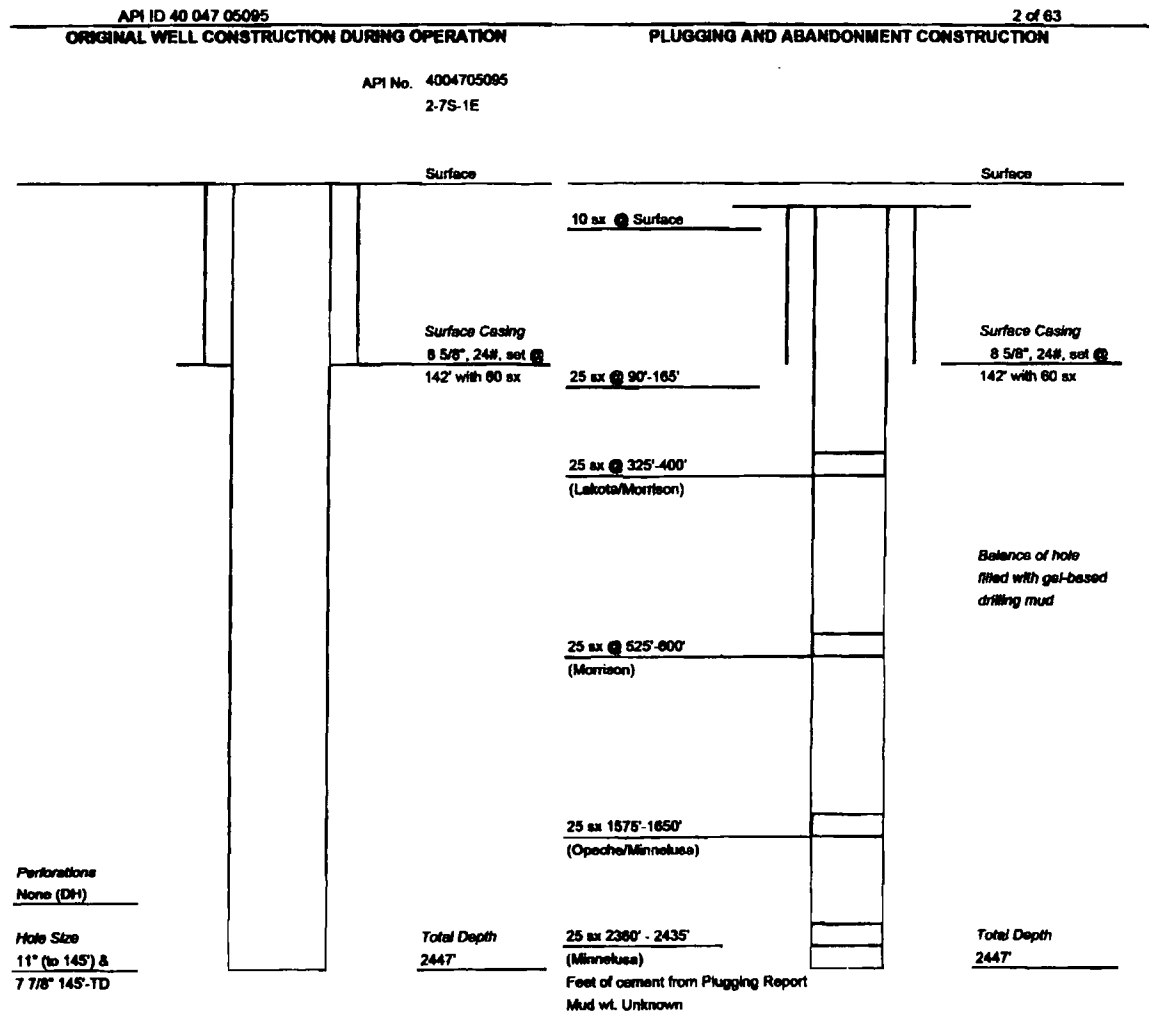 API ID 40 047 05095
2 of 63
ORIGINAL WELL CONSTRUCTION DURING OPERATION
PLUGGING AND ABANDONMENT CONSTRUCTION
API No. 4004705095
2-7S-1E
Surface
Surface
10 sx @ Surface
Surface Casing
8 5/8", 24#, set @
142' with 60 sx
Surface Casing
8 5/8", 24#, set @
142' with 60 sx
25 sx @ 90'-165'
25 sx @ 325'-400'
(Lakota/Morrison)
Balance of hole
filled with gel-based
drilling mud
25 sx @ 525'-600'
(Morrison)
25 sx 1575'-1650'
(Opeche/Minnelusa)
Perforations
None (DH)
Hole Size
11" (to 145') &
7 7/8" 145'-TD
Total Depth
2447'
25 sx 2360' - 2435'
(Minnelusa)
Feet of cement from Plugging Report
Mud wt. Unknown
Total Depth
2447'